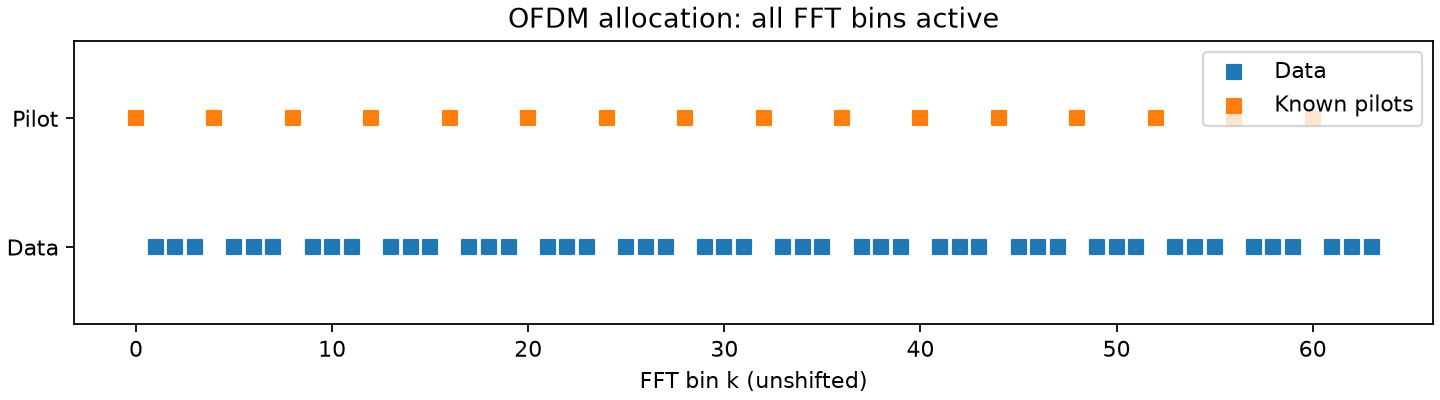 OFDM allocation: all FFT bins active
Data
Known pilots
Pilot
Data
0 10 20 30 40 50 60
FFT bin k (unshifted)